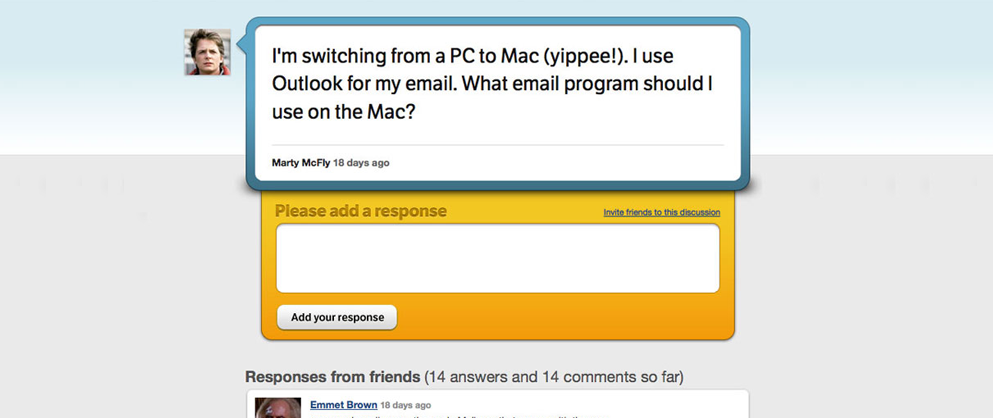 I'm switching from a PC to Mac (yippee!). I use
Outlook for my email. What email program should I
use on the Mac?
Marty McFly 18 days ago
Please add a response
Invite friends to this discussion
Add your response
Responses from friends (14 answers and 14 comments so far)
Emmet Brown 18 days ago